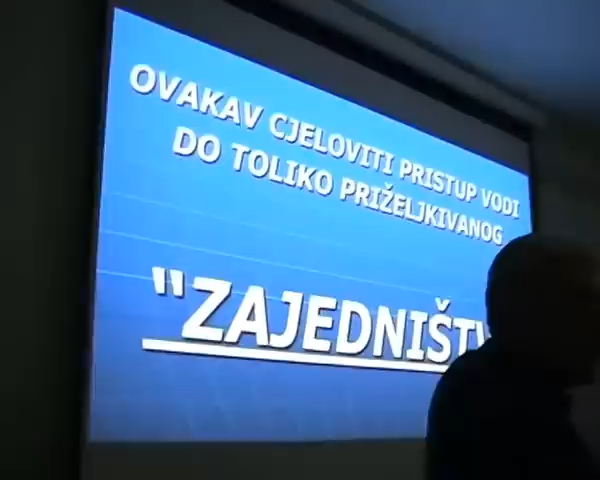 OVAKAV CJELOVITI PRISTUP VODI
DO TOLIKO PRIŽELJKIVANOG
"ZAJEDNIŠT